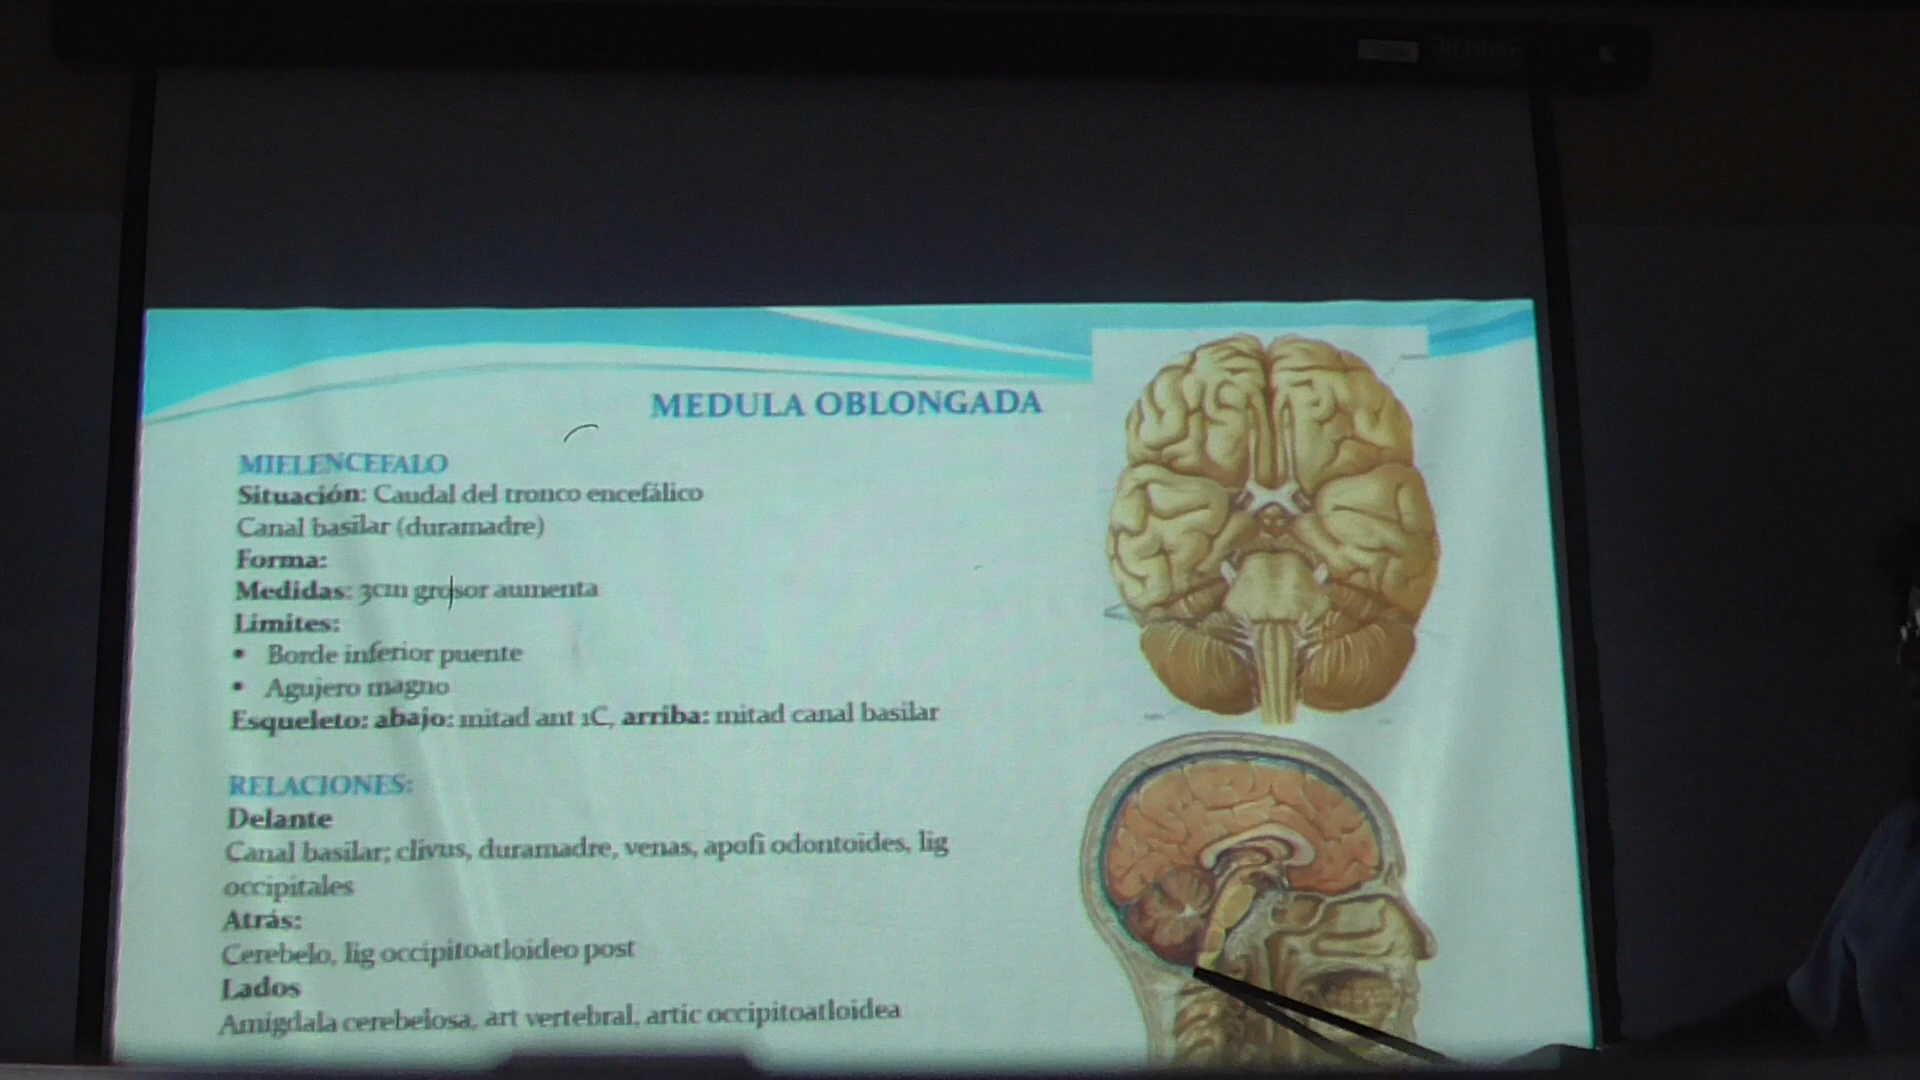 MEDULA OBLONGADA
MIELENCEFALO
Situación: Caudal del tronco encefálico
Canal basilar (duramadre)
Forma:
Medidas: 3cm grosor aumenta
Limites:
• Borde inferior puente
• Agujero magno
Esqueleto: abajo: mitad ant 1C, arriba: mitad canal basilar
RELACIONES:
Delante
Canal basilar; clivus, duramadre, venas, apofi odontoides, lig
occipitales
Atrás:
Cerebelo, lig occipitoatloideo post
Lados
Amigdala cerebelosa, art vertebral, artic occipitoatloidea